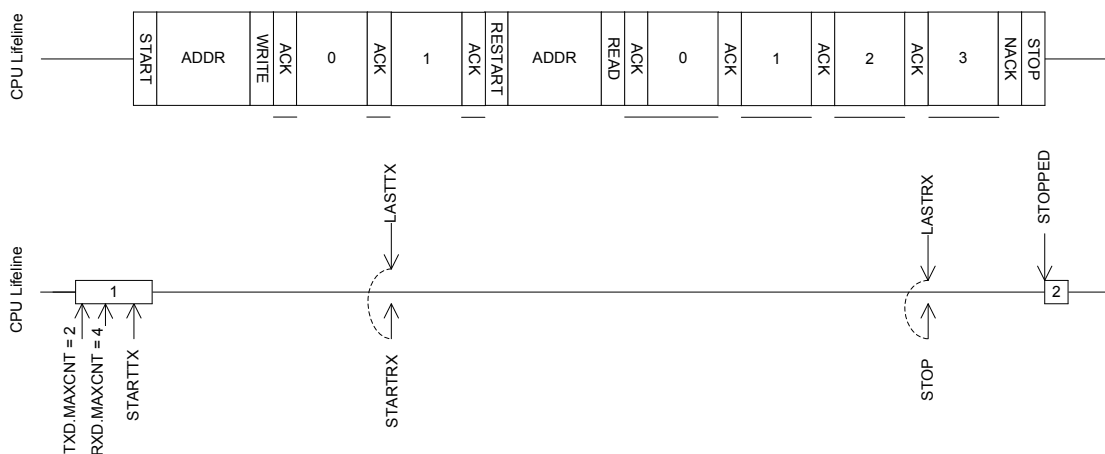 CPU Lifeline
START
ADDR
WRITE
ACK
0
ACK
1
ACK
RESTART
ADDR
READ
ACK
0
ACK
1
ACK
2
ACK
3
NACK
STOP
LASTTX
LASTRX
STOPPED
CPU Lifeline
1
2
TXD.MAXCNT = 2
RXD.MAXCNT = 4
STARTTX
STARTRX
STOP